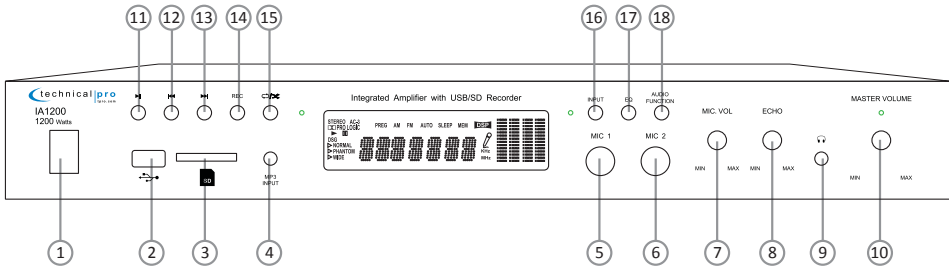 11 12 13 14 15 16 17 18
technical pro
tpro.com
IA1200
1200 Watts
REC
MP3
INPUT
SD
Integrated Amplifier with USB/SD Recorder
STEREO AC-3
PRO LOGIC
PREG AM FM AUTO SLEEP MEM DSP
DSG
NORMAL
PHANTOM
WIDE
KHz
MHz
INPUT
EQ
AUDIO
FUNCTION
MIC 1
MIC 2
MIC. VOL
MIN MAX
ECHO
MIN MAX
MASTER VOLUME
MIN MAX
1 2 3 4 5 6 7 8 9 10